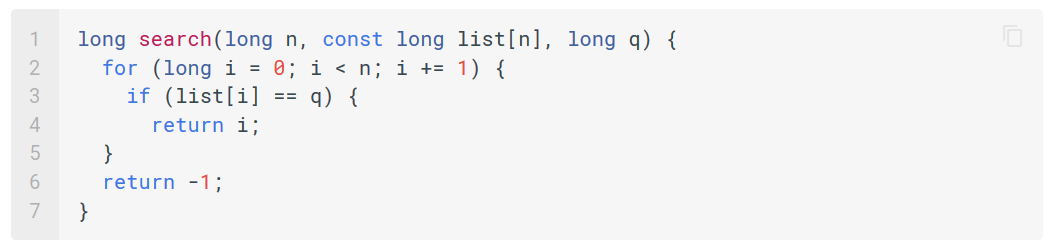 1 long search(long n, const long list[n], long q) {
2   for (long i = 0; i < n; i += 1) {
3     if (list[i] == q) {
4       return i;
5   }
6   return -1;
7 }